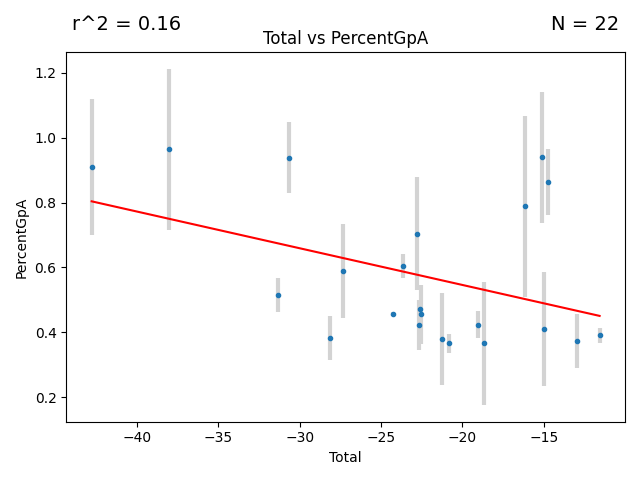 r^2 = 0.16
N = 22
Total vs PercentGpA
1.2
1.0
0.8
0.6
0.4
0.2
PercentGpA
−40
−35
−30
−25
−20
−15
Total